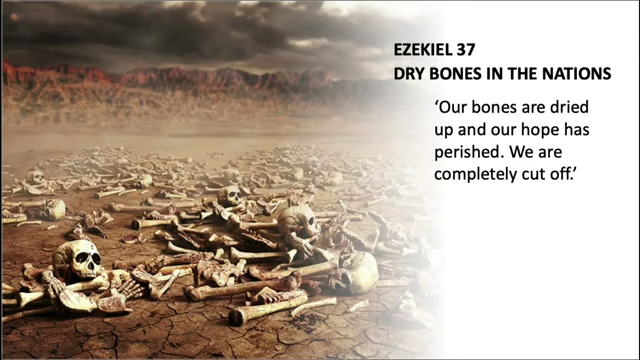 EZEKIEL 37
DRY BONES IN THE NATIONS
‘Our bones are dried
up and our hope has
perished. We are
completely cut off.’